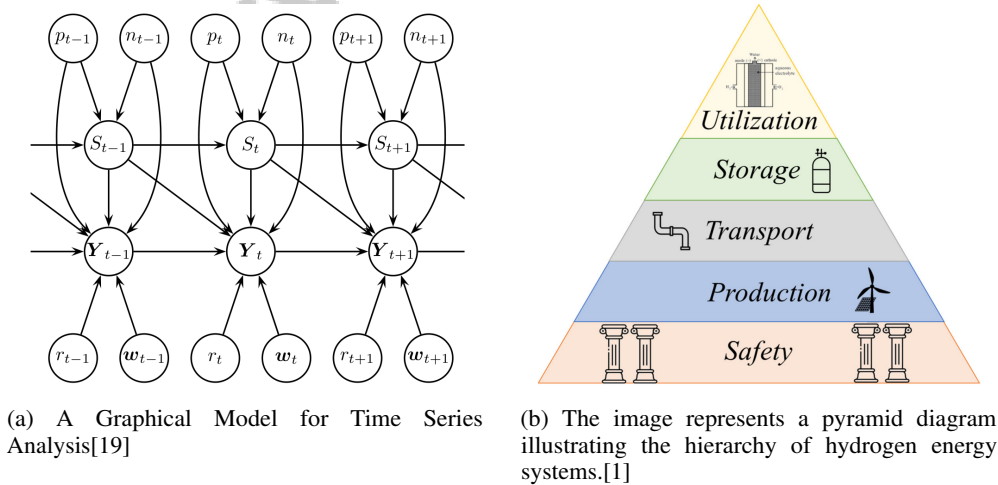 p_{t-1} n_{t-1} p_t n_t p_{t+1} n_{t+1}
S_{t-1} S_t S_{t+1}
Y_{t-1} Y_t Y_{t+1}
r_{t-1} w_{t-1} r_t w_t r_{t+1} w_{t+1}
(a) A Graphical Model for Time Series
Analysis[19]
Water
Utilization
Storage
Transport
Production
Safety
(b) The image represents a pyramid diagram
illustrating the hierarchy of hydrogen energy
systems.[1]